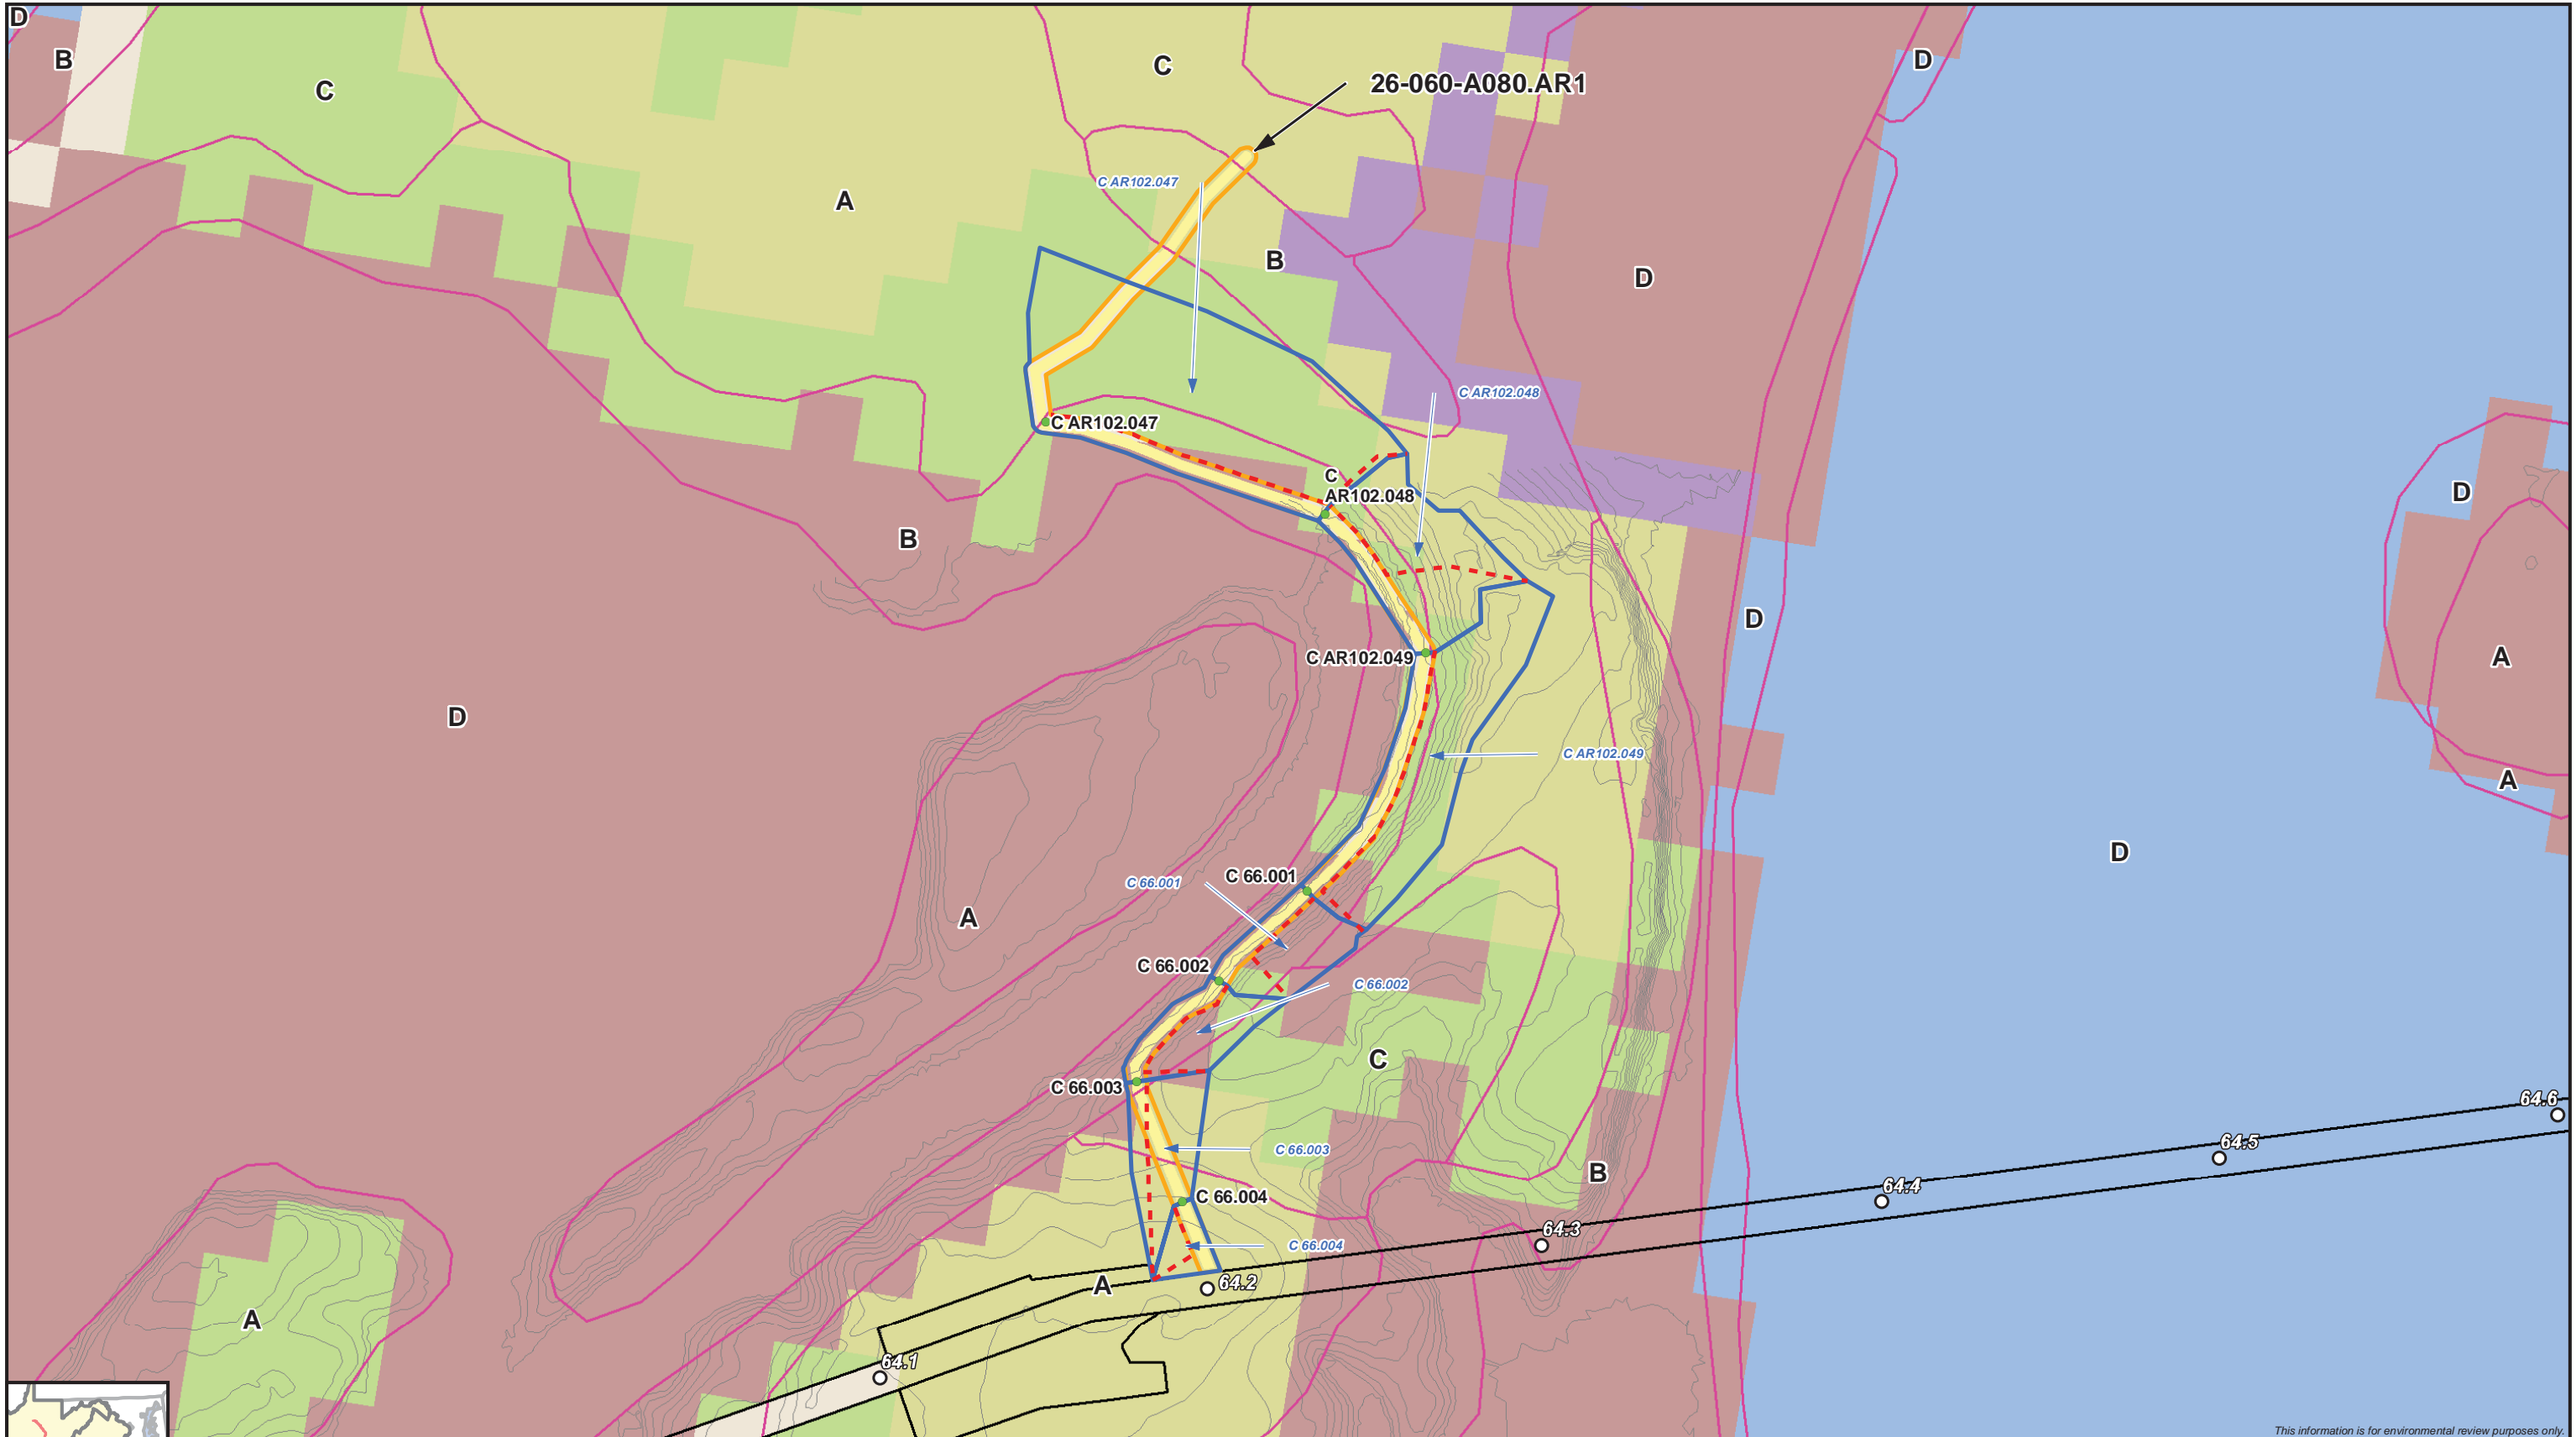 D
B
C
C
D
26-060-A080.AR1
C AR102.047
A
B
D
C AR102.048
C AR102.047
C
AR102.048
D
B
D
C AR102.049
A
D
C AR102.049
A
D
C 66.001
C 66.001
A
C 66.002
C 66.002
C
C 66.003
64.6
64.5
C 66.003
B
64.4
C 66.004
64.3
C 66.004
A
64.2
A
64.1
This information is for environmental review purposes only.